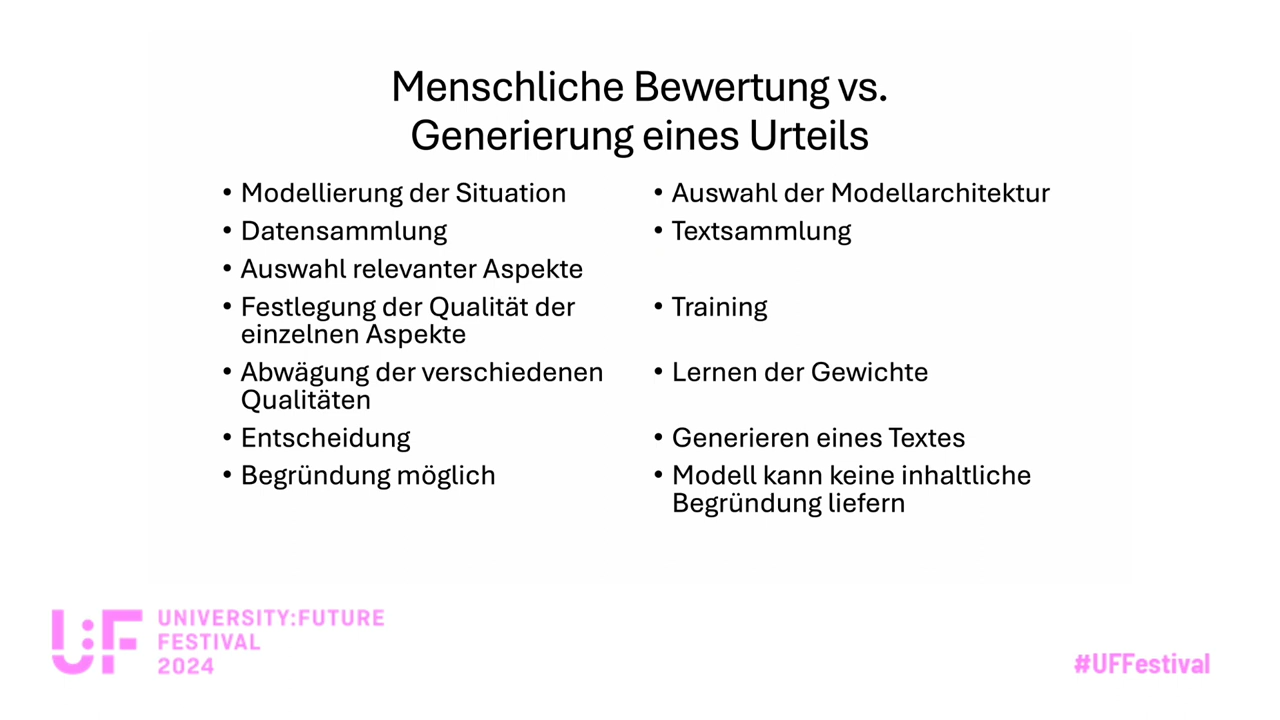 Menschliche Bewertung vs.
Generierung eines Urteils
• Modellierung der Situation
• Datensammlung
• Auswahl relevanter Aspekte
• Festlegung der Qualität der
einzelnen Aspekte
• Abwägung der verschiedenen
Qualitäten
• Entscheidung
• Begründung möglich
• Auswahl der Modellarchitektur
• Textsammlung
• Training
• Lernen der Gewichte
• Generieren eines Textes
• Modell kann keine inhaltliche
Begründung liefern
U:F
UNIVERSITY:FUTURE
FESTIVAL
2024
#UFFestival